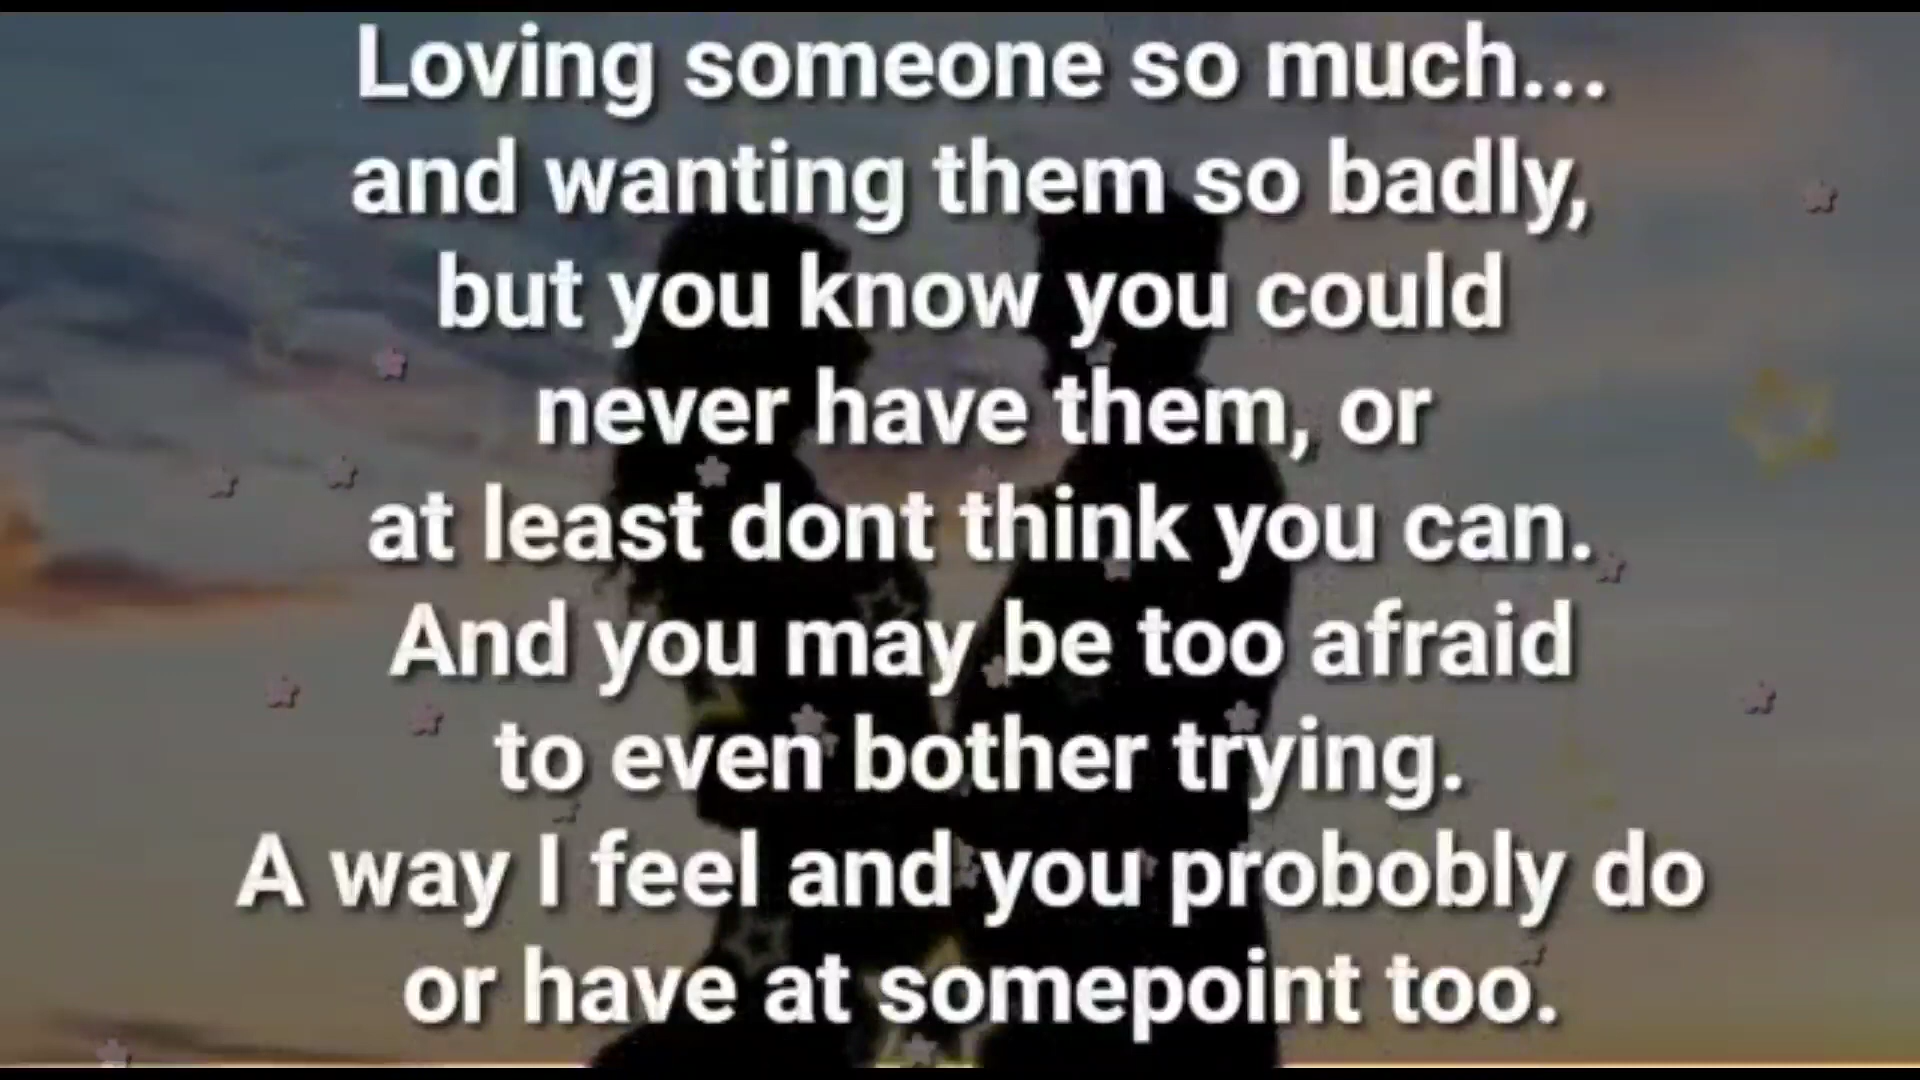 Loving someone so much...
and wanting them so badly,
but you know you could
never have them, or
at least dont think you can.
And you may be too afraid
to even bother trying.
A way I feel and you probobly do
or have at somepoint too.